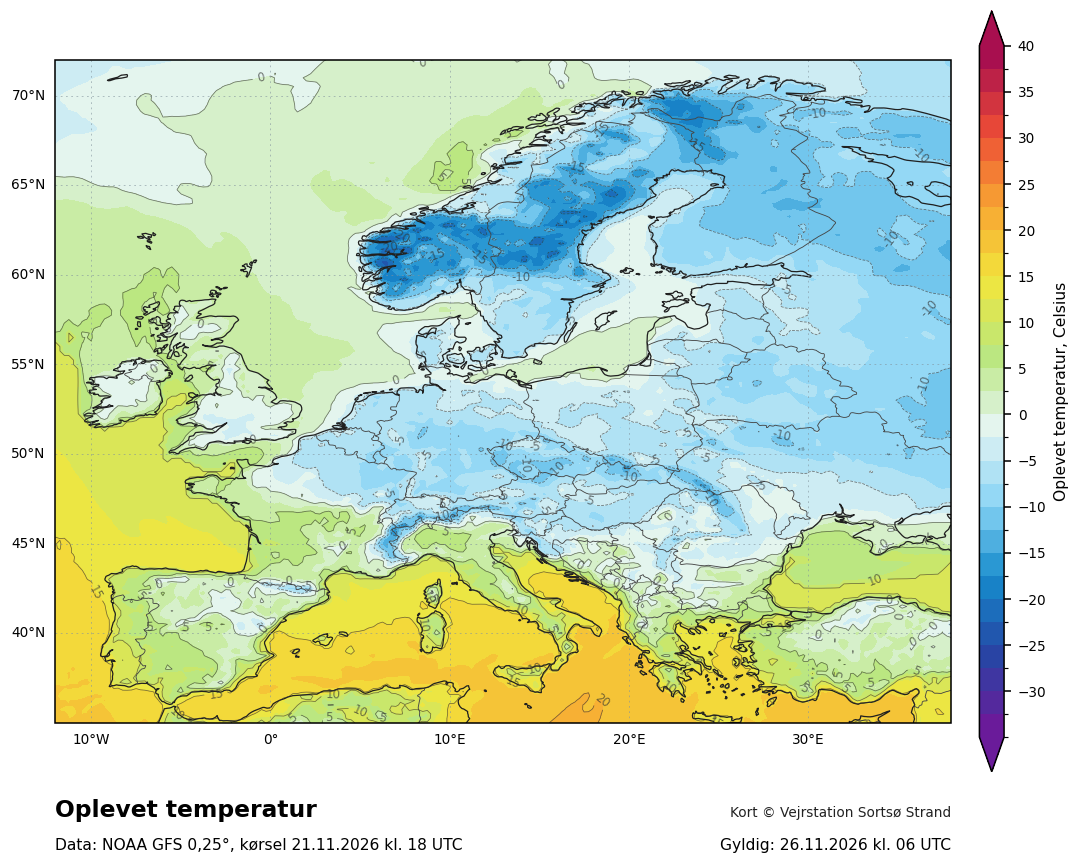 40
35
30
25
20
15
10
5
0
−5
−10
−15
−20
−25
−30
Oplevet temperatur, Celsius
70°N
65°N
60°N
55°N
50°N
45°N
40°N
10°W
0°
10°E
20°E
30°E
Oplevet temperatur
Kort © Vejrstation Sortsø Strand
Data: NOAA GFS 0,25°, kørsel 21.11.2026 kl. 18 UTC
Gyldig: 26.11.2026 kl. 06 UTC